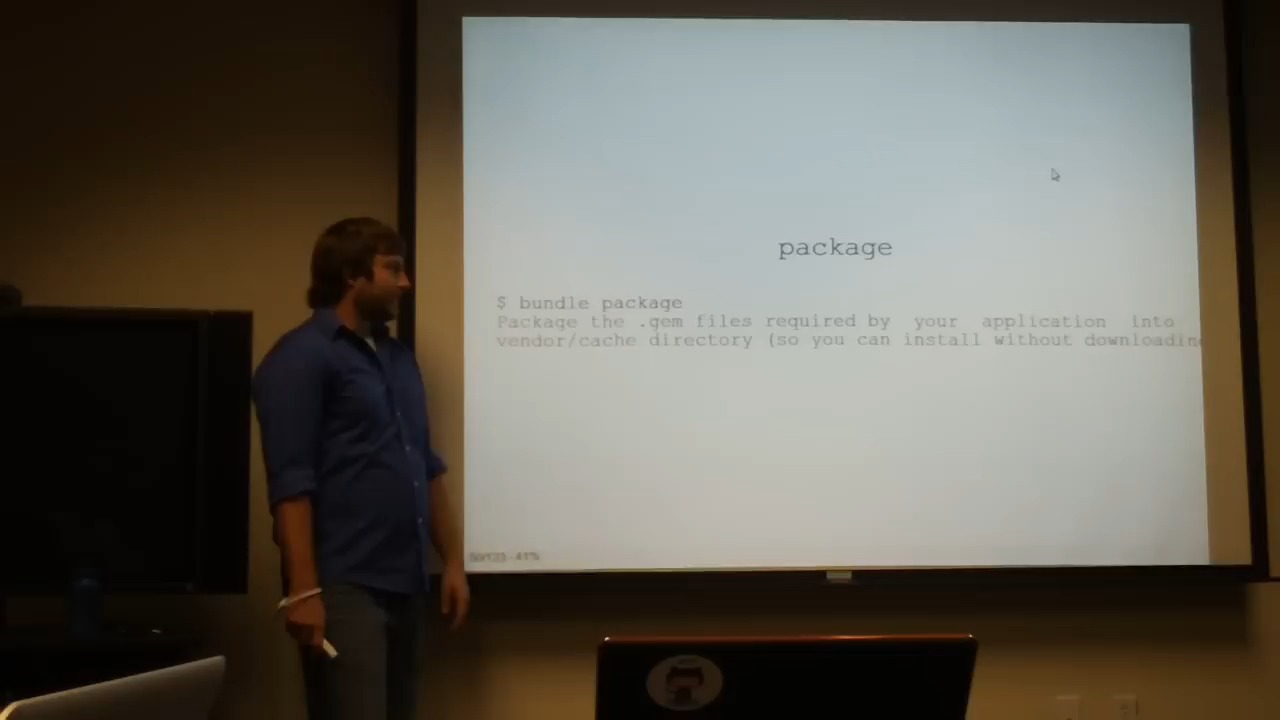 package
$ bundle package
Package the .gem files required by your application into
vendor/cache directory (so you can install without downloading